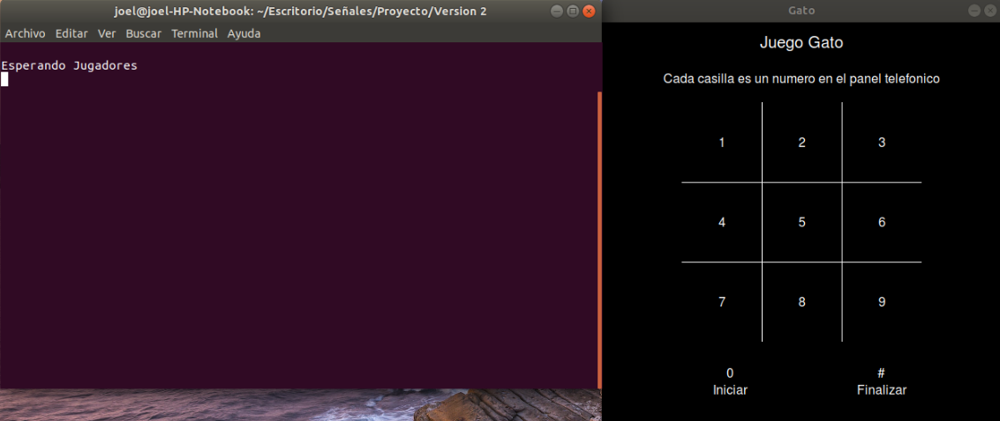 joel@joel-HP-Notebook: ~/Escritorio/Señales/Proyecto/Version 2
Archivo Editar Ver Buscar Terminal Ayuda
Esperando Jugadores
Gato
Juego Gato
Cada casilla es un numero en el panel telefonico
1 2 3
4 5 6
7 8 9
0 #
Iniciar Finalizar